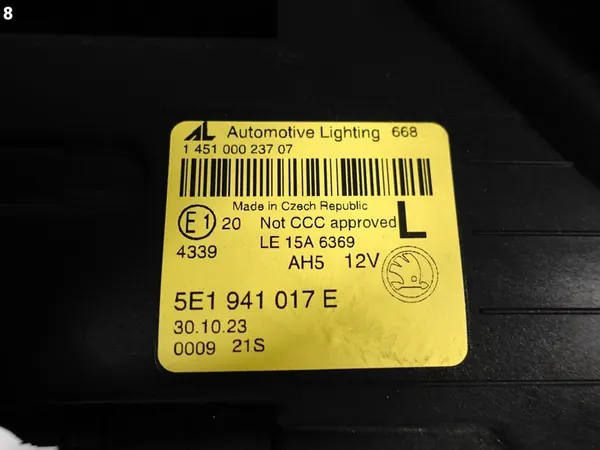 8
AL Automotive Lighting 668
1 451 000 237 07
Made in Czech Republic
E1 20 Not CCC approved L
4339 LE 15A 6369
AH5 12V
5E1 941 017 E
30.10.23
0009 21S